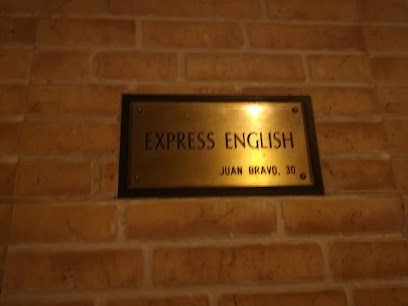 EXPRESS ENGLISH
JUAN BRAVO, 30